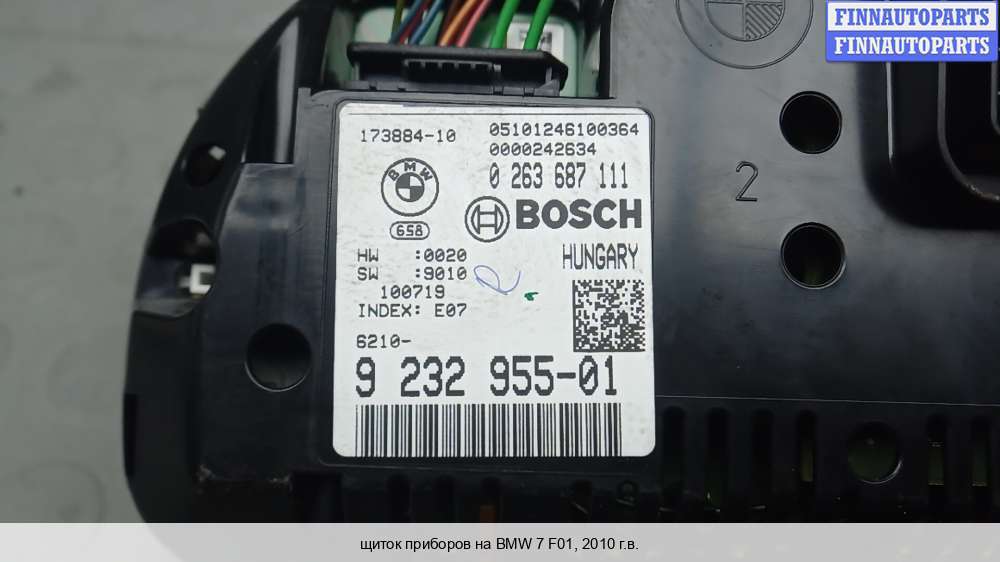 FINNAUTOPARTS
FINNAUTOPARTS
173884-10
05101246100364
0000242634
0 263 687 111
BMW
658
BOSCH
HUNGARY
HW :0020
SW :9010
100719
INDEX: E07
6210-
9 232 955-01
2
щиток приборов на BMW 7 F01, 2010 г.в.